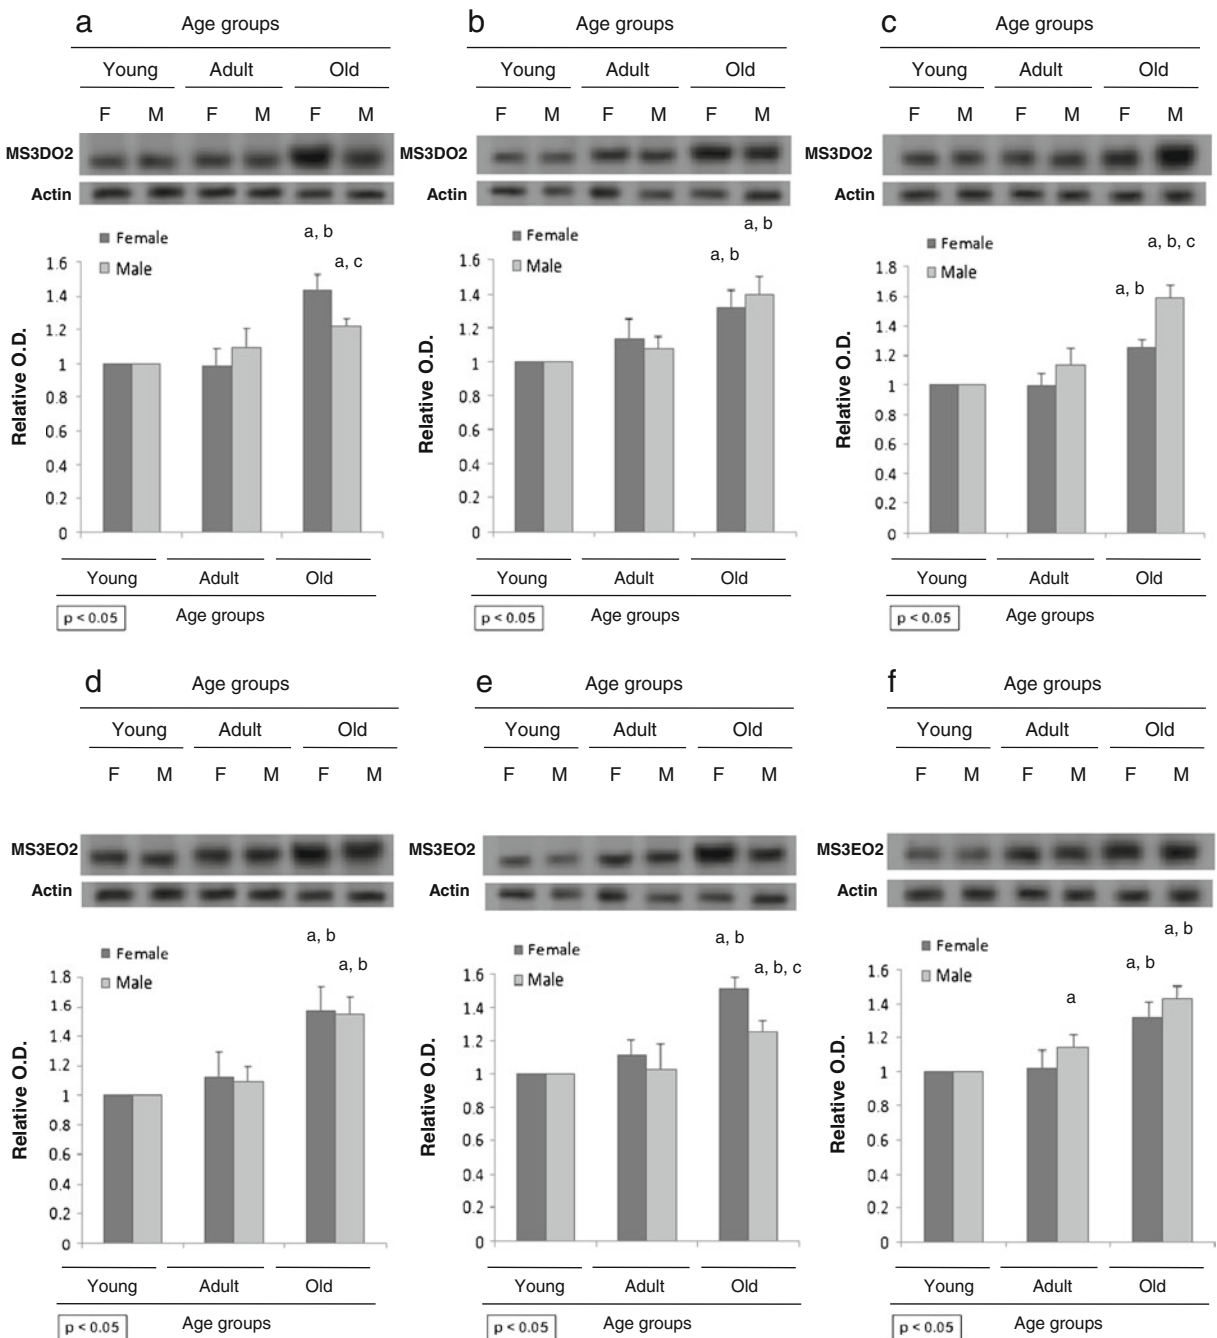 a Age groups
Young Adult Old
F M F M F M
MS3DO2
Actin
a, b
Female
a, c
Male
1.6
1.4
1.2
1
0.8
0.6
0.4
0.2
0
Relative O.D.
Young Adult Old
p < 0.05 Age groups
b Age groups
Young Adult Old
F M F M F M
MS3DO2
Actin
a, b
Female
a, b
Male
1.6
1.4
1.2
1
0.8
0.6
0.4
0.2
0
Relative O.D.
Young Adult Old
p < 0.05 Age groups
c Age groups
Young Adult Old
F M F M F M
MS3DO2
Actin
a, b, c
Female
a, b
Male
1.8
1.6
1.4
1.2
1
0.8
0.6
0.4
0.2
0
Relative O.D.
Young Adult Old
p < 0.05 Age groups
d Age groups
Young Adult Old
F M F M F M
MS3EO2
Actin
a, b
Female
a, b
Male
1.8
1.6
1.4
1.2
1
0.8
0.6
0.4
0.2
0
Relative O.D.
Young Adult Old
p < 0.05 Age groups
e Age groups
Young Adult Old
F M F M F M
MS3EO2
Actin
a, b
Female
a, b, c
Male
1.6
1.4
1.2
1
0.8
0.6
0.4
0.2
0
Relative O.D.
Young Adult Old
p < 0.05 Age groups
f Age groups
Young Adult Old
F M F M F M
MS3EO2
Actin
a, b
Female
a, b
Male
a
1.6
1.4
1.2
1
0.8
0.6
0.4
0.2
0
Relative O.D.
Young Adult Old
p < 0.05 Age groups